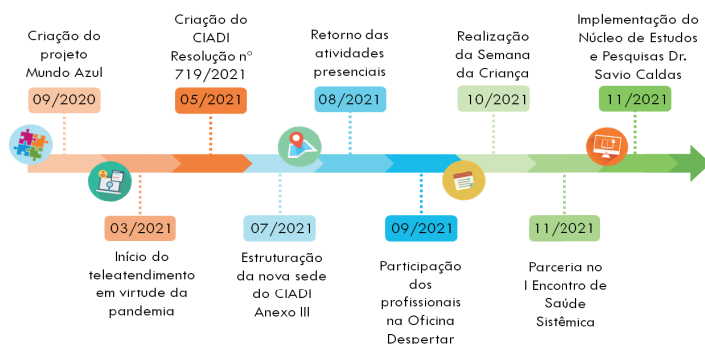 Criação do
projeto
Mundo Azul
09/2020
Criação do
CIADI
Resolução nº
719/2021
05/2021
Retorno das
atividades
presenciais
08/2021
Realização
da Semana
da Criança
10/2021
Implementação do
Núcleo de Estudos
e Pesquisas Dr.
Savio Caldas
11/2021
03/2021
Início do
teleatendimento
em virtude da
pandemia
07/2021
Estruturação
da nova sede
do CIADI
Anexo III
09/2021
Participação
dos
profissionais
na Oficina
Despertar
11/2021
Parceria no
I Encontro de
Saúde
Sistêmica